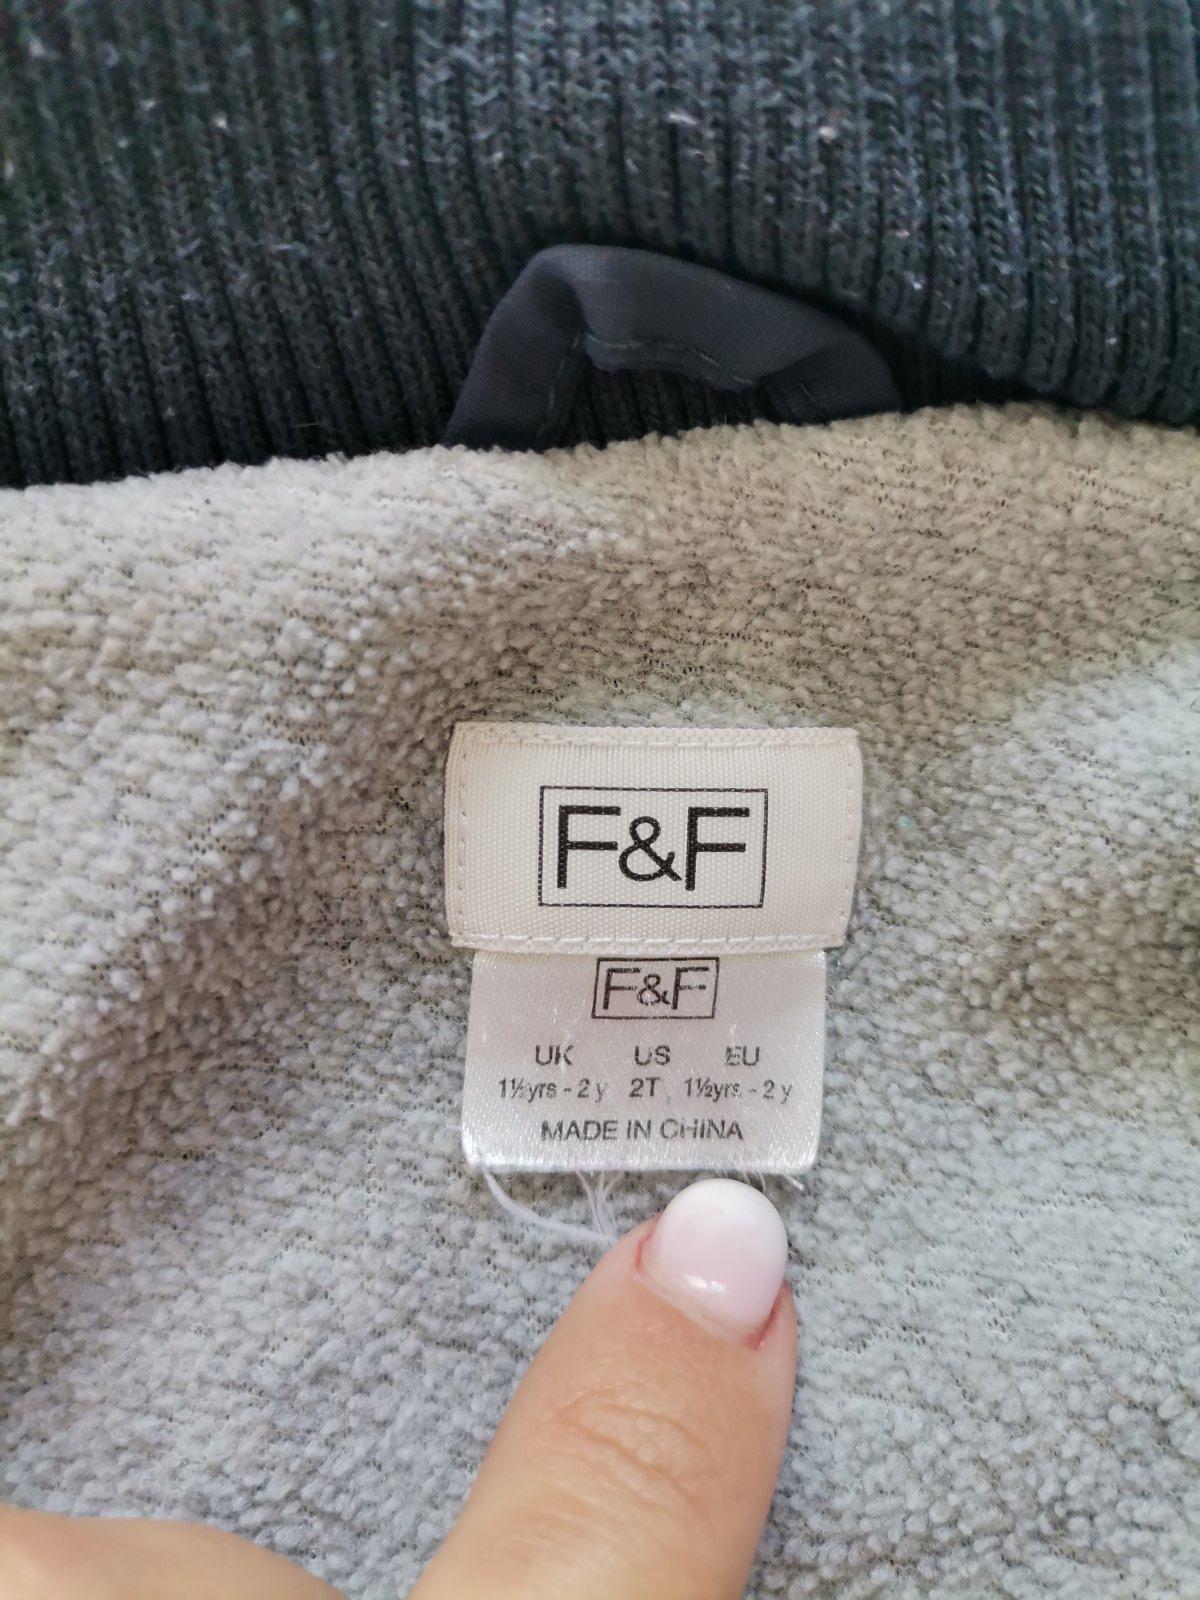 F&F
F&F
UK US EU
1½yrs - 2 y 2T 1½yrs - 2 y
MADE IN CHINA